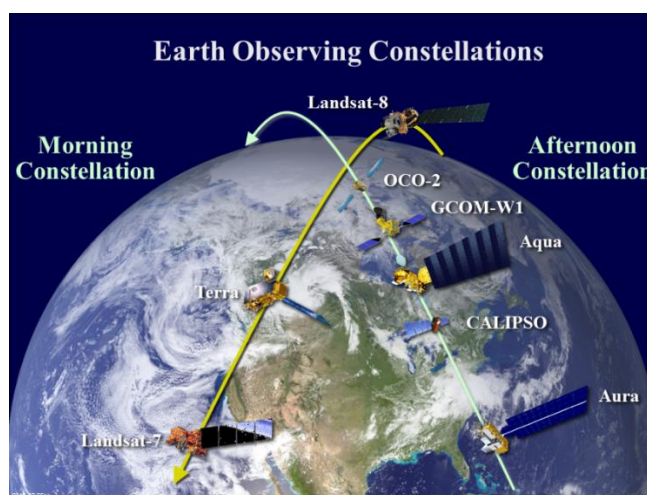 Earth Observing Constellations
Landsat-8
Morning
Constellation
Afternoon
Constellation
OCO-2
GCOM-W1
Aqua
Terra
CALIPSO
Aura
Landsat-7